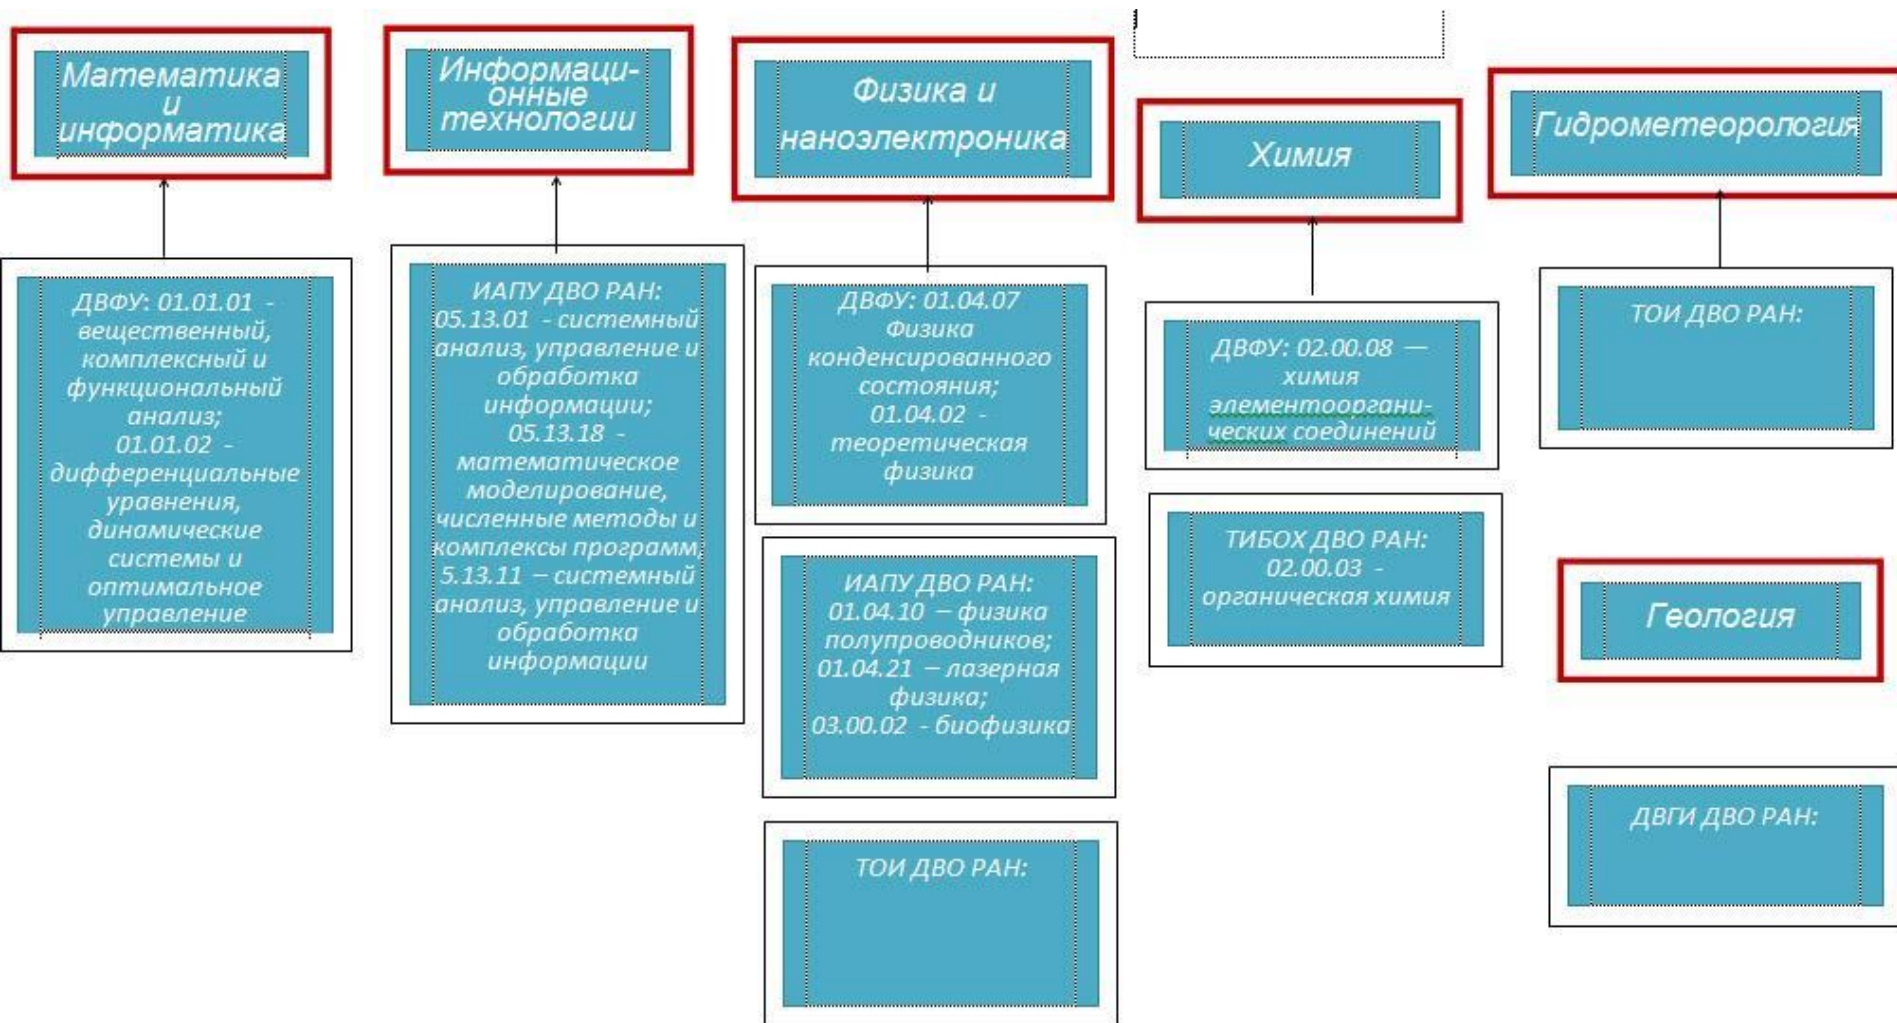 Математика
и
информатика
ДВФУ: 01.01.01 -
вещественный,
комплексный и
функциональный
анализ;
01.01.02 -
дифференциальные
уравнения,
динамические
системы и
оптимальное
управление
Информаци-
онные
технологии
ИАПУ ДВО РАН:
05.13.01 - системный
анализ, управление и
обработка
информации;
05.13.18 -
математическое
моделирование,
численные методы и
комплексы программ,
5.13.11 – системный
анализ, управление и
обработка
информации
Физика и
наноэлектроника
ДВФУ: 01.04.07
Физика
конденсированного
состояния;
01.04.02 -
теоретическая
физика
ИАПУ ДВО РАН:
01.04.10 – физика
полупроводников;
01.04.21 – лазерная
физика;
03.00.02 - биофизика
ТОИ ДВО РАН:
Химия
ДВФУ: 02.00.08 —
химия
элементооргани-
ческих соединений
ТИБОХ ДВО РАН:
02.00.03 -
органическая химия
Гидрометеорология
ТОИ ДВО РАН:
Геология
ДВГИ ДВО РАН: